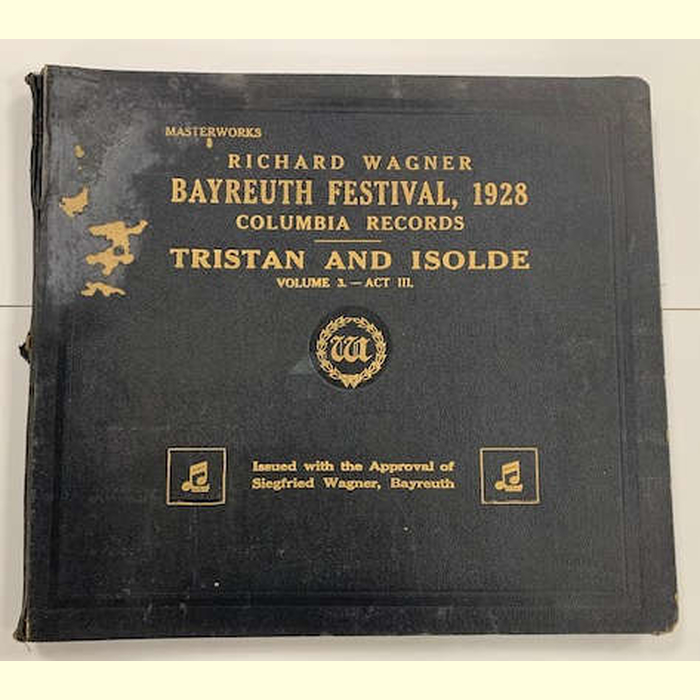 MASTERWORKS
RICHARD WAGNER
BAYREUTH FESTIVAL, 1928
COLUMBIA RECORDS
TRISTAN AND ISOLDE
VOLUME 3. — ACT III.
W
Issued with the Approval of
Siegfried Wagner, Bayreuth